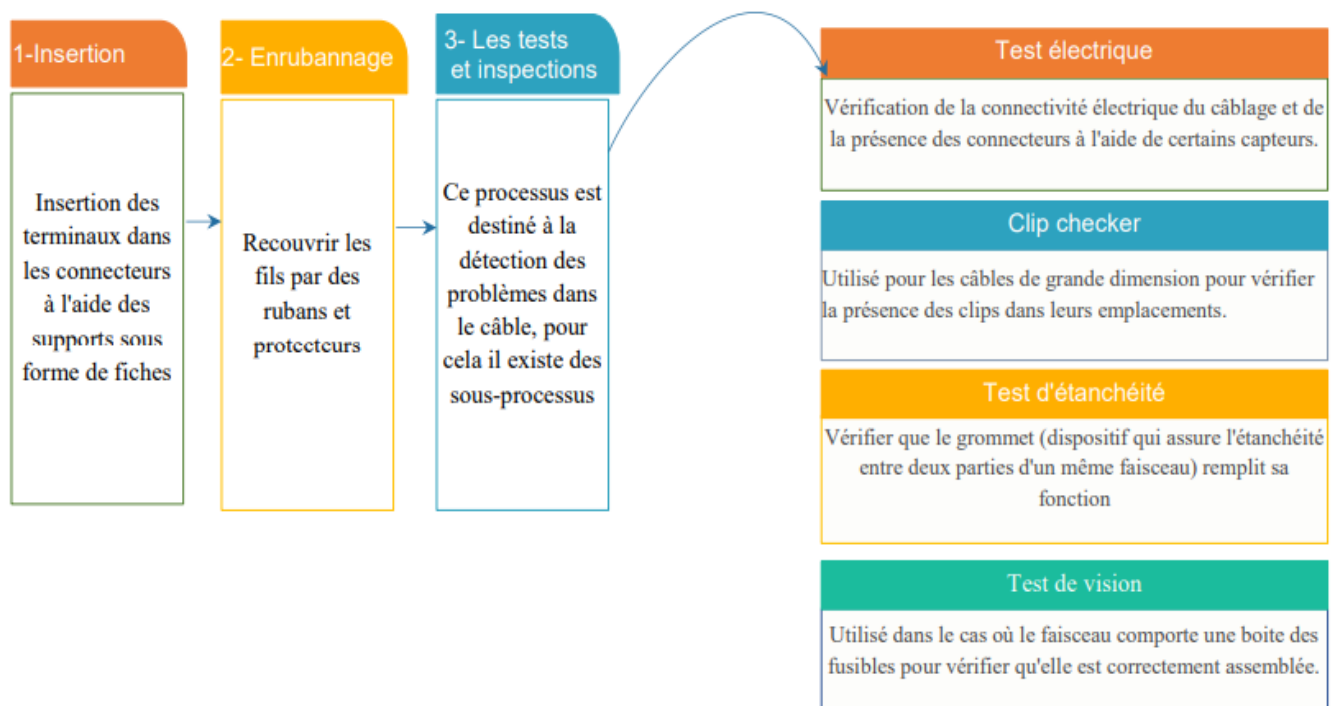 1-Insertion
Insertion des
terminaux dans
les connecteurs
à l'aide des
supports sous
forme de fiches
2- Enrubannage
Recouvrir les
fils par des
rubans et
protecteurs
3- Les tests
et inspections
Ce processus est
destiné à la
détection des
problèmes dans
le câble, pour
cela il existe des
sous-processus
Test électrique
Vérification de la connectivité électrique du câblage et de
la présence des connecteurs à l'aide de certains capteurs.
Clip checker
Utilisé pour les câbles de grande dimension pour vérifier
la présence des clips dans leurs emplacements.
Test d'étanchéité
Vérifier que le grommet (dispositif qui assure l'étanchéité
entre deux parties d'un même faisceau) remplit sa
fonction
Test de vision
Utilisé dans le cas où le faisceau comporte une boite des
fusibles pour vérifier qu'elle est correctement assemblée.